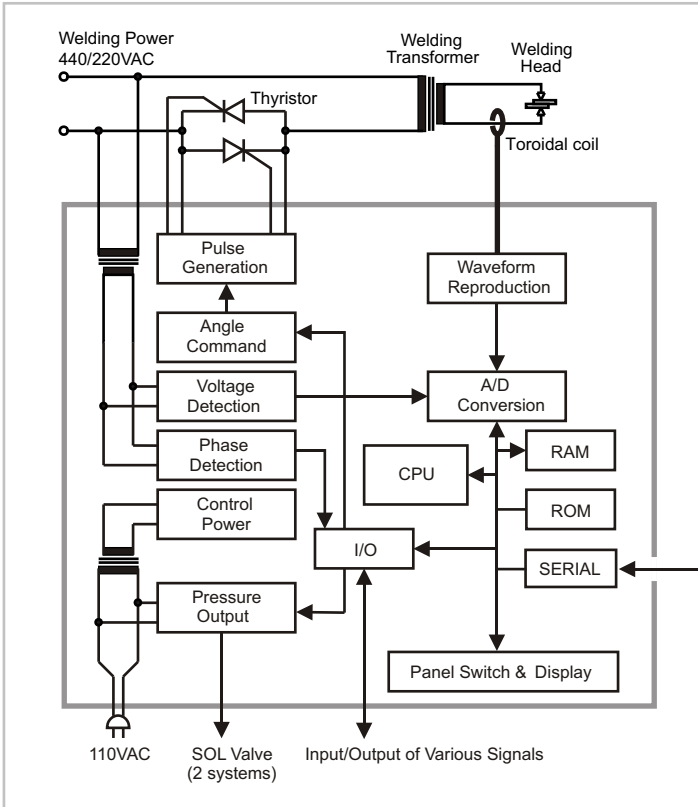 Welding Power
440/220VAC
Welding
Transformer
Welding
Head
Thyristor
Toroidal coil
Pulse
Generation
Waveform
Reproduction
Angle
Command
Voltage
Detection
A/D
Conversion
Phase
Detection
CPU
RAM
Control
Power
ROM
I/O
SERIAL
Pressure
Output
Panel Switch & Display
110VAC
SOL Valve
(2 systems)
Input/Output of Various Signals